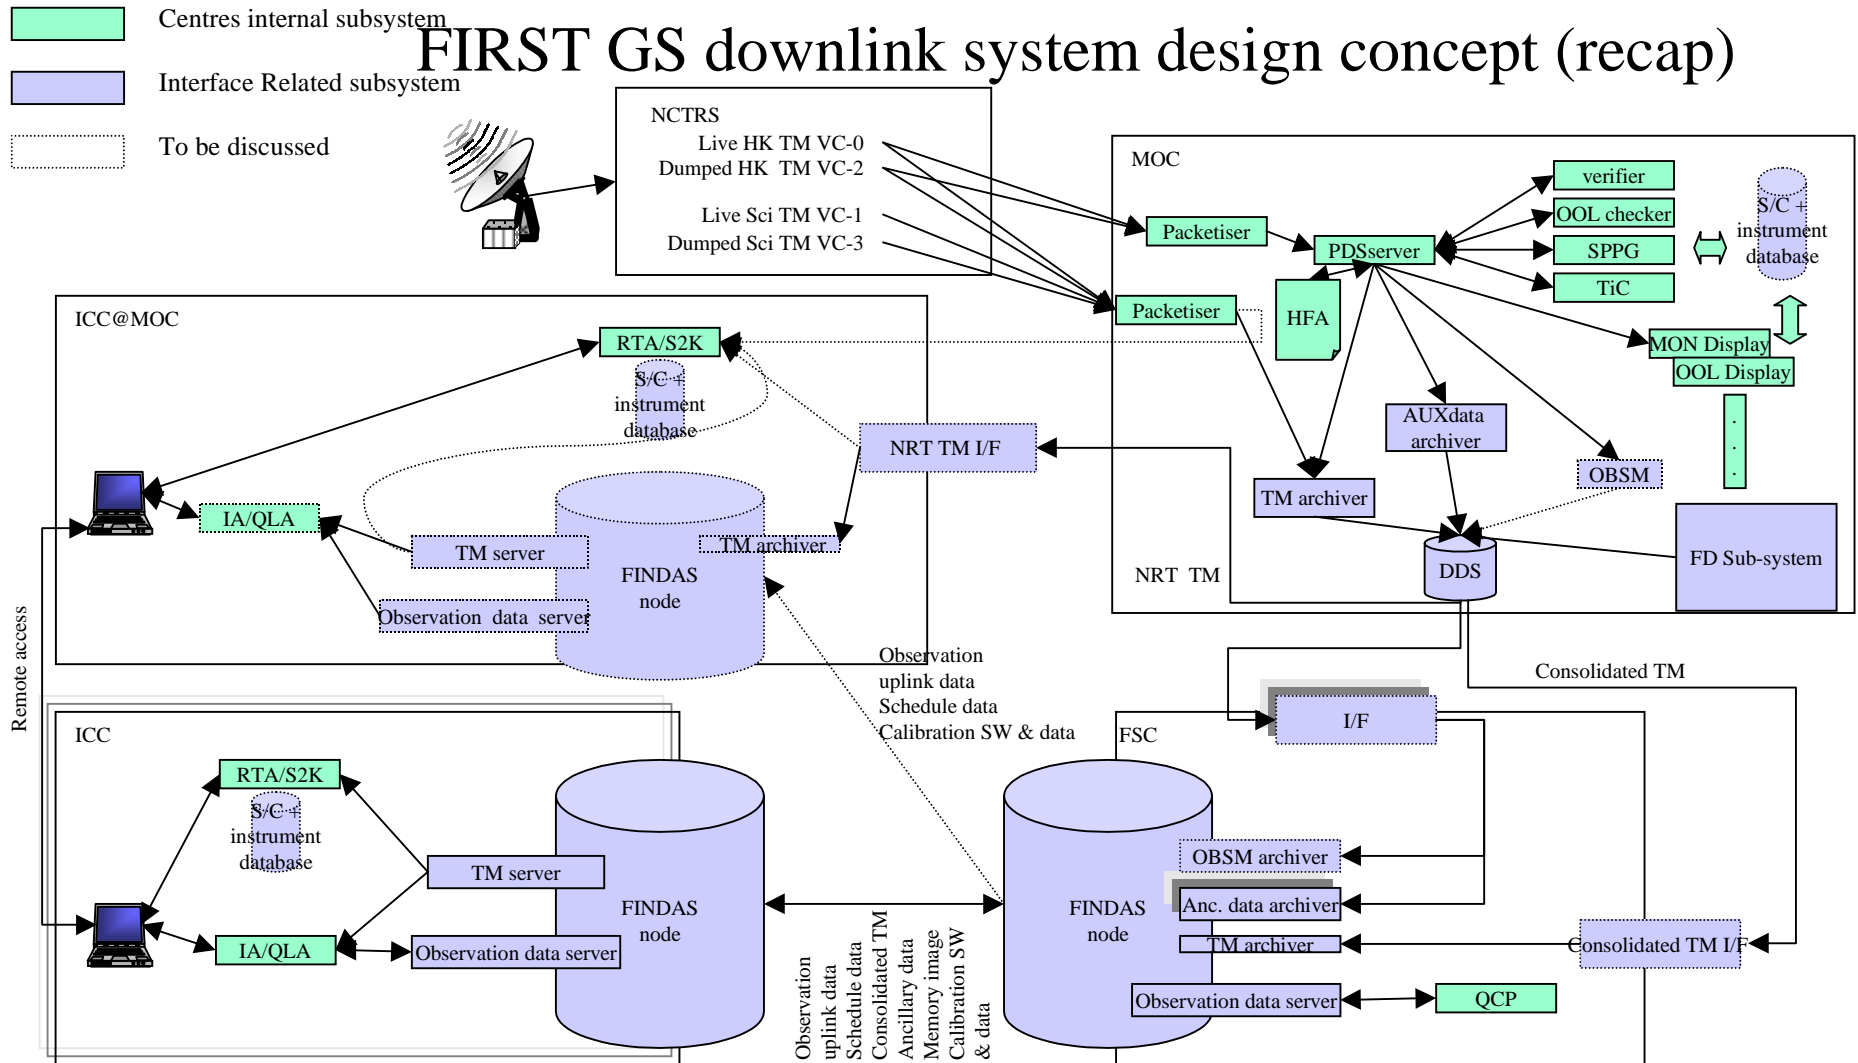 Centres internal subsystem
FIRST GS downlink system design concept (recap)
Interface Related subsystem
To be discussed
NCTRS
Live HK TM VC-0
Dumped HK TM VC-2
Live Sci TM VC-1
Dumped Sci TM VC-3
MOC
verifier
OOL checker
SPPG
TiC
S/C +
instrument
database
Packetiser
PDSserver
Packetiser
HFA
MON Display
OOL Display
.
.
.
AUXdata
archiver
OBSM
TM archiver
DDS
FD Sub-system
NRT TM
ICC@MOC
RTA/S2K
S/C +
instrument
database
NRT TM I/F
IA/QLA
TM server
TM archiver
FINDAS
node
Observation data server
Remote access
Observation
uplink data
Schedule data
Calibration SW & data
Consolidated TM
ICC
RTA/S2K
S/C +
instrument
database
TM server
FINDAS
node
IA/QLA
Observation data server
Observation
uplink data
Schedule data
Consolidated TM
Ancillary data
Memory image
Calibration SW
& data
FSC
I/F
FINDAS
node
OBSM archiver
Anc. data archiver
TM archiver
Consolidated TM I/F
Observation data server
QCP